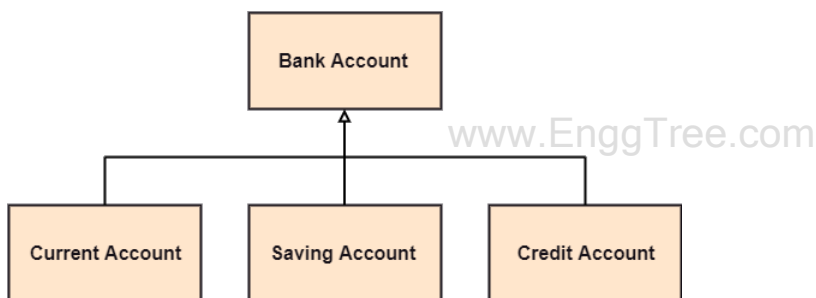 Bank Account
www.EnggTree.com
Current Account
Saving Account
Credit Account